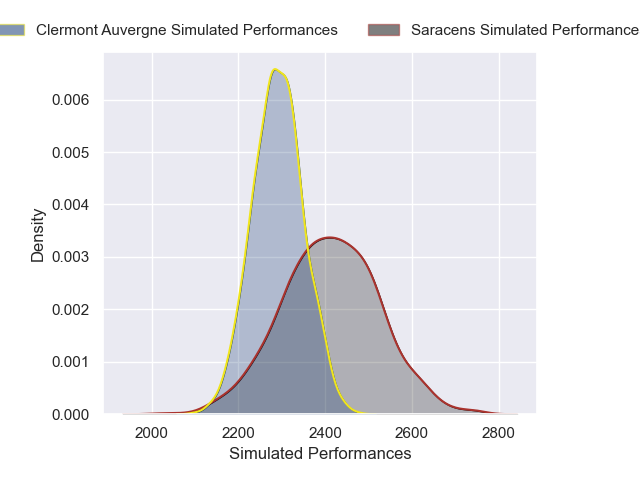 Clermont Auvergne Simulated Performances
Saracens Simulated Performance
0.006
0.005
0.004
0.003
0.002
0.001
0.000
Density
2000 2200 2400 2600 2800
Simulated Performances